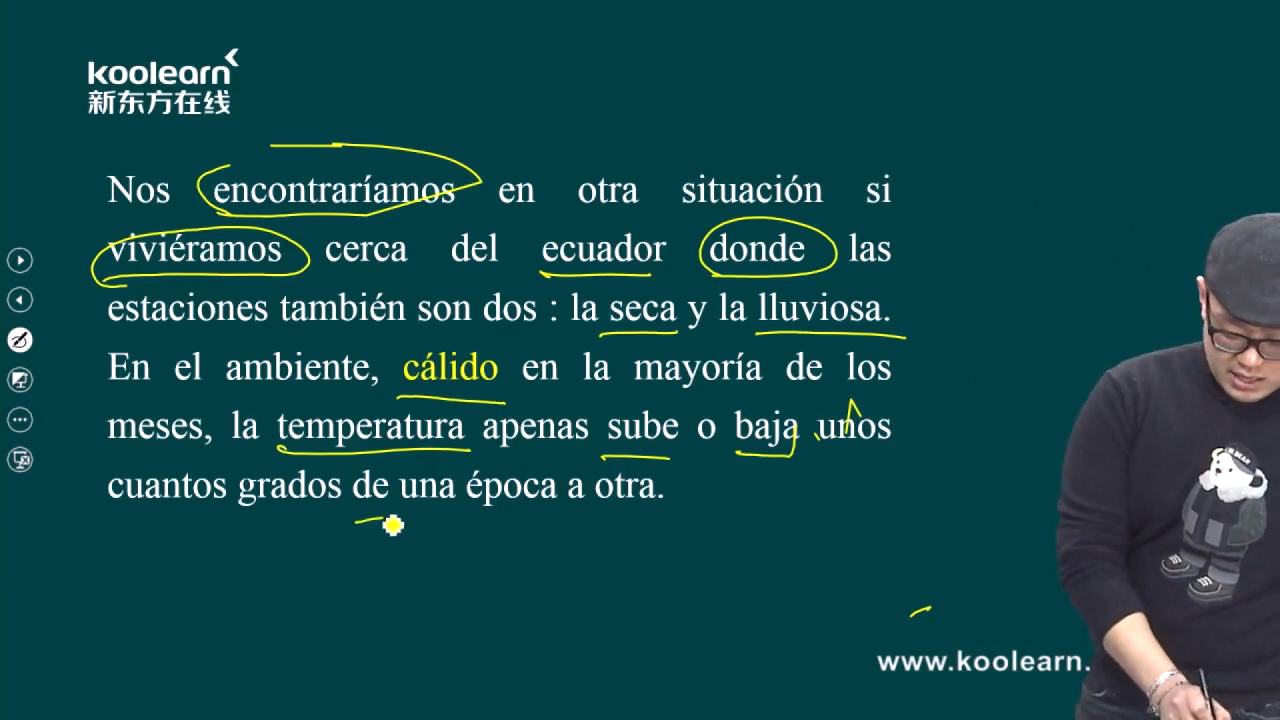 koolearn
新东方在线
Nos encontraríamos en otra situación si
viviéramos cerca del ecuador donde las
estaciones también son dos : la seca y la lluviosa.
En el ambiente, cálido en la mayoría de los
meses, la temperatura apenas sube o baja unos
cuantos grados de una época a otra.
www.koolearn.